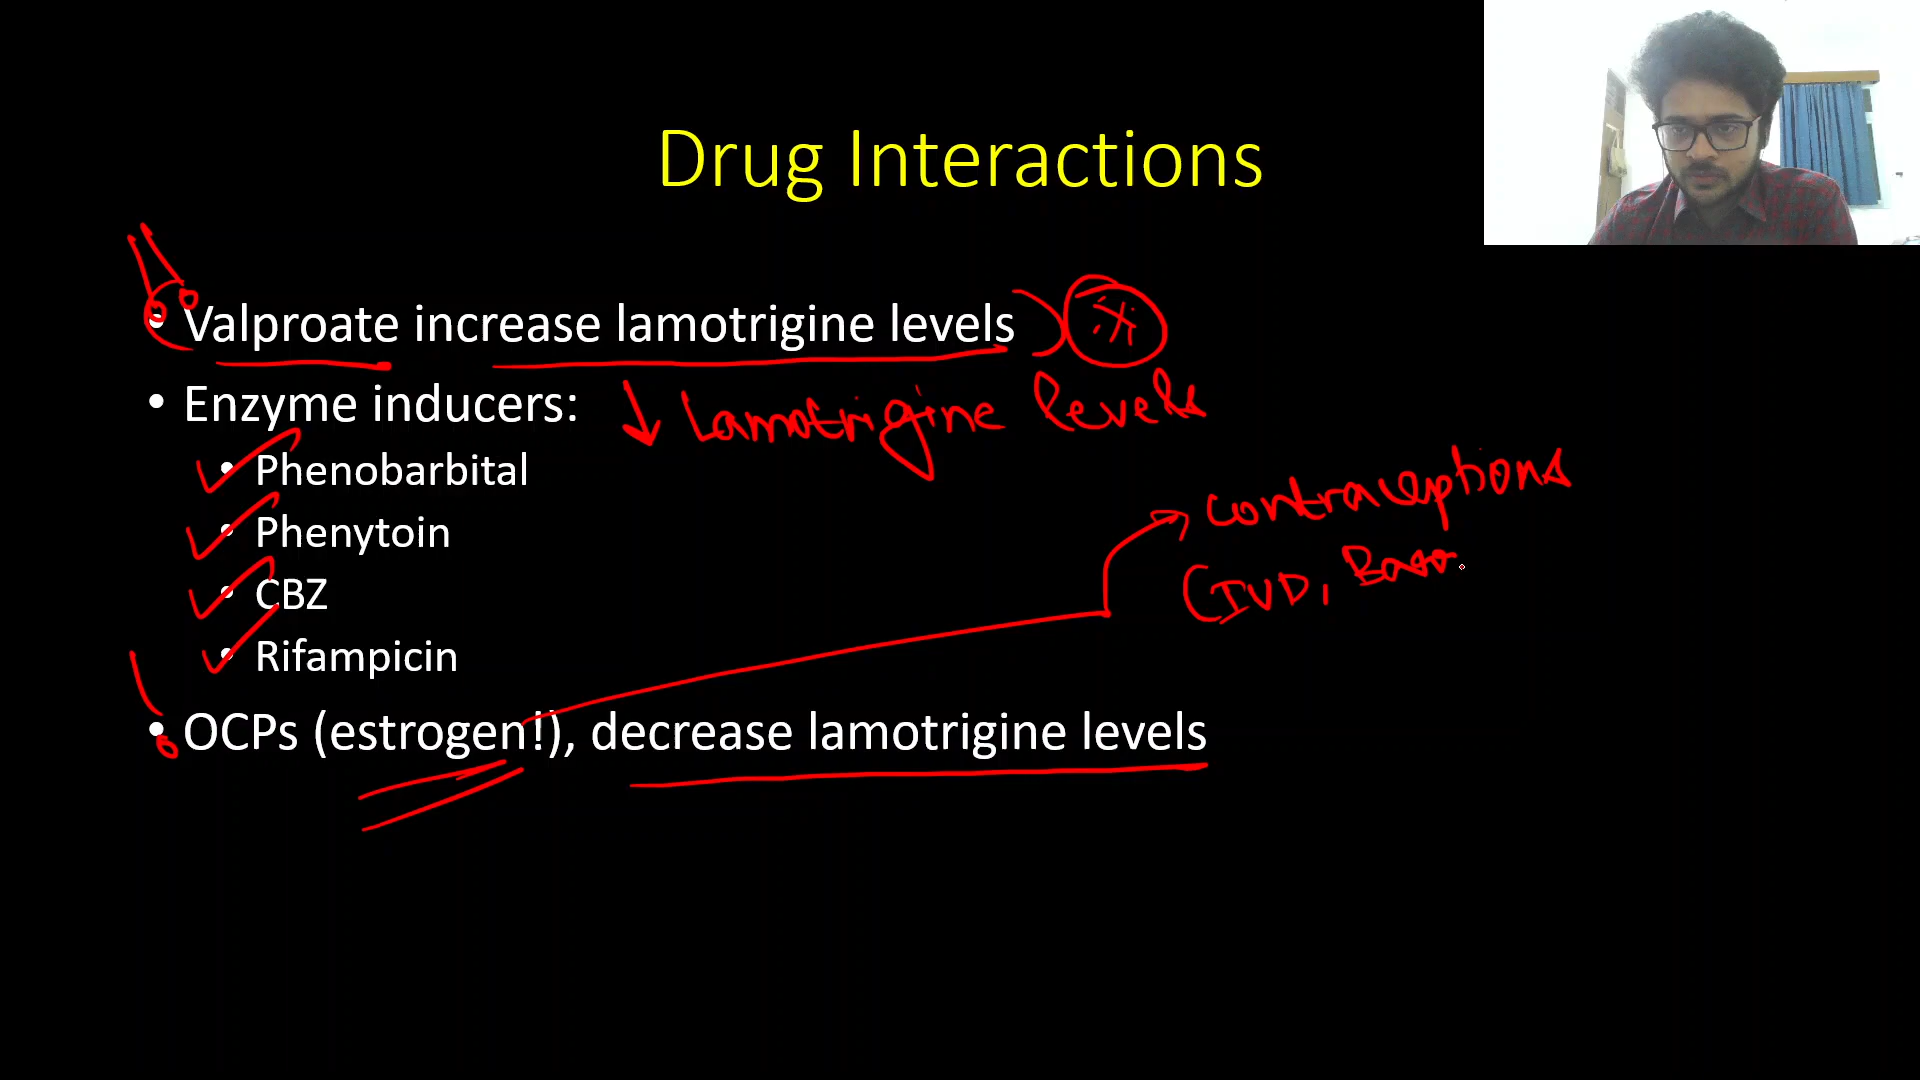 Drug Interactions
• Valproate increase lamotrigine levels
• Enzyme inducers: ↓ Lamotrigine levels
• Phenobarbital
• Phenytoin
• CBZ
• Rifampicin
contraceptions
(IUD,
• OCPs (estrogen!), decrease lamotrigine levels